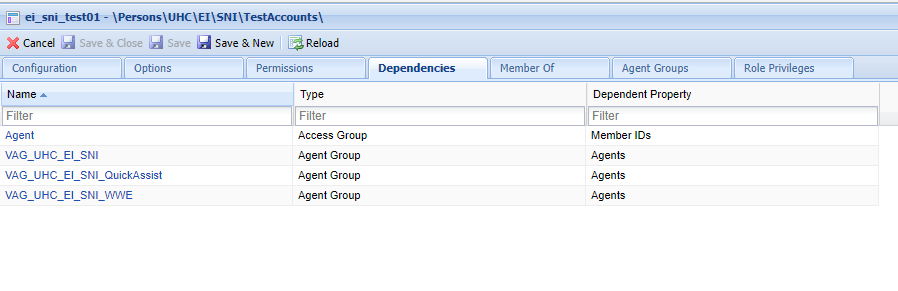 ei_sni_test01 - \Persons\UHC\EI\SNI\TestAccounts\
Cancel Save & Close Save Save & New Reload
Configuration Options Permissions Dependencies Member Of Agent Groups Role Privileges
Name Type Dependent Property
Filter Filter Filter
Agent Access Group Member IDs
VAG_UHC_EI_SNI Agent Group Agents
VAG_UHC_EI_SNI_QuickAssist Agent Group Agents
VAG_UHC_EI_SNI_WWE Agent Group Agents